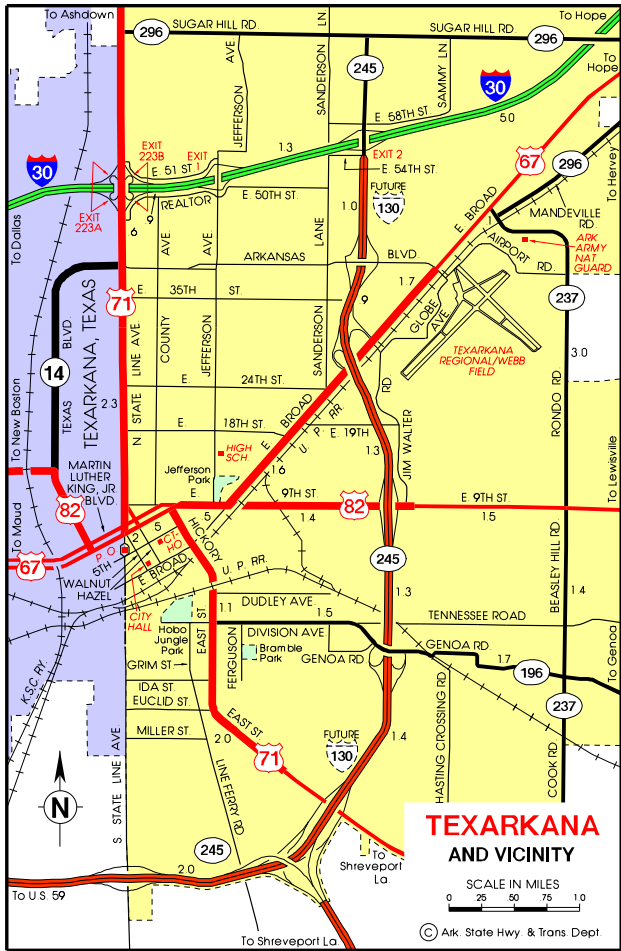 To Ashdown
SUGAR HILL RD.
296
SUGAR HILL RD.
296
To Hope
To Hope
AVE.
JEFFERSON
LN
SANDERSON
245
SAMMY LN
30
E. 58TH ST.
5.0
67
296
To Hervey
EXIT 223B
EXIT 1
E. 51 ST.
1.3
EXIT 2
E. 54TH ST.
30
EXIT 223A
REALTOR
E. 50TH ST.
FUTURE
130
1.0
E BROAD
1
MANDEVILLE
RD
To Dallas
6
9
AVE
AVE.
LANE
AIRPORT
RD.
ARK
ARMY
NAT
GUARD
ARKANSAS
BLVD
1.7
237
71
E.
35TH
ST.
9
GLOBE
AVE
TEXARKANA
REGIONAL/WEBB
FIELD
3.0
BLVD.
TEXARKANA, TEXAS
N. STATE LINE AVE.
COUNTY
JEFFERSON
SANDERSON
14
TEXAS
2.3
E.
24TH ST.
RD
RONDO RD
To New Boston
E.
18TH ST.
E. BROAD
U. P. RR.
E. 19TH
1.3
JIM WALTER
HIGH
SCH.
1.6
To Lewisville
MARTIN
LUTHER
KING, JR.
BLVD.
Jefferson
Park
E.
9TH ST.
82
E. 9TH ST.
82
5
1.4
1.5
To Maud
67
P.O.
2
5
CT-
HO
HICKORY
5TH
WALNUT
HAZEL
E BROAD
U. P. RR.
245
BEASLEY HILL RD
1.4
CITY
HALL
1.1
DUDLEY AVE
1.5
1.3
TENNESSEE ROAD
Hobo
Jungle
Park
EAST ST.
DIVISION AVE
Bramble
Park
GENOA RD.
GENOA RD.
1.7
196
To Genoa
GRIM ST.
FERGUSON
K.S.C. RY.
IDA ST.
EUCLID ST.
237
MILLER ST.
2.0
EAST ST.
71
FUTURE
130
1.4
HASTING CROSSING RD
COOK RD.
N
S. STATE LINE AVE
LINE FERRY RD
TEXARKANA
AND VICINITY
245
2.0
To
Shreveport
La.
SCALE IN MILES
0 .25 .50 .75 1.0
To U.S. 59
To Shreveport La.
© Ark. State Hwy. & Trans. Dept.